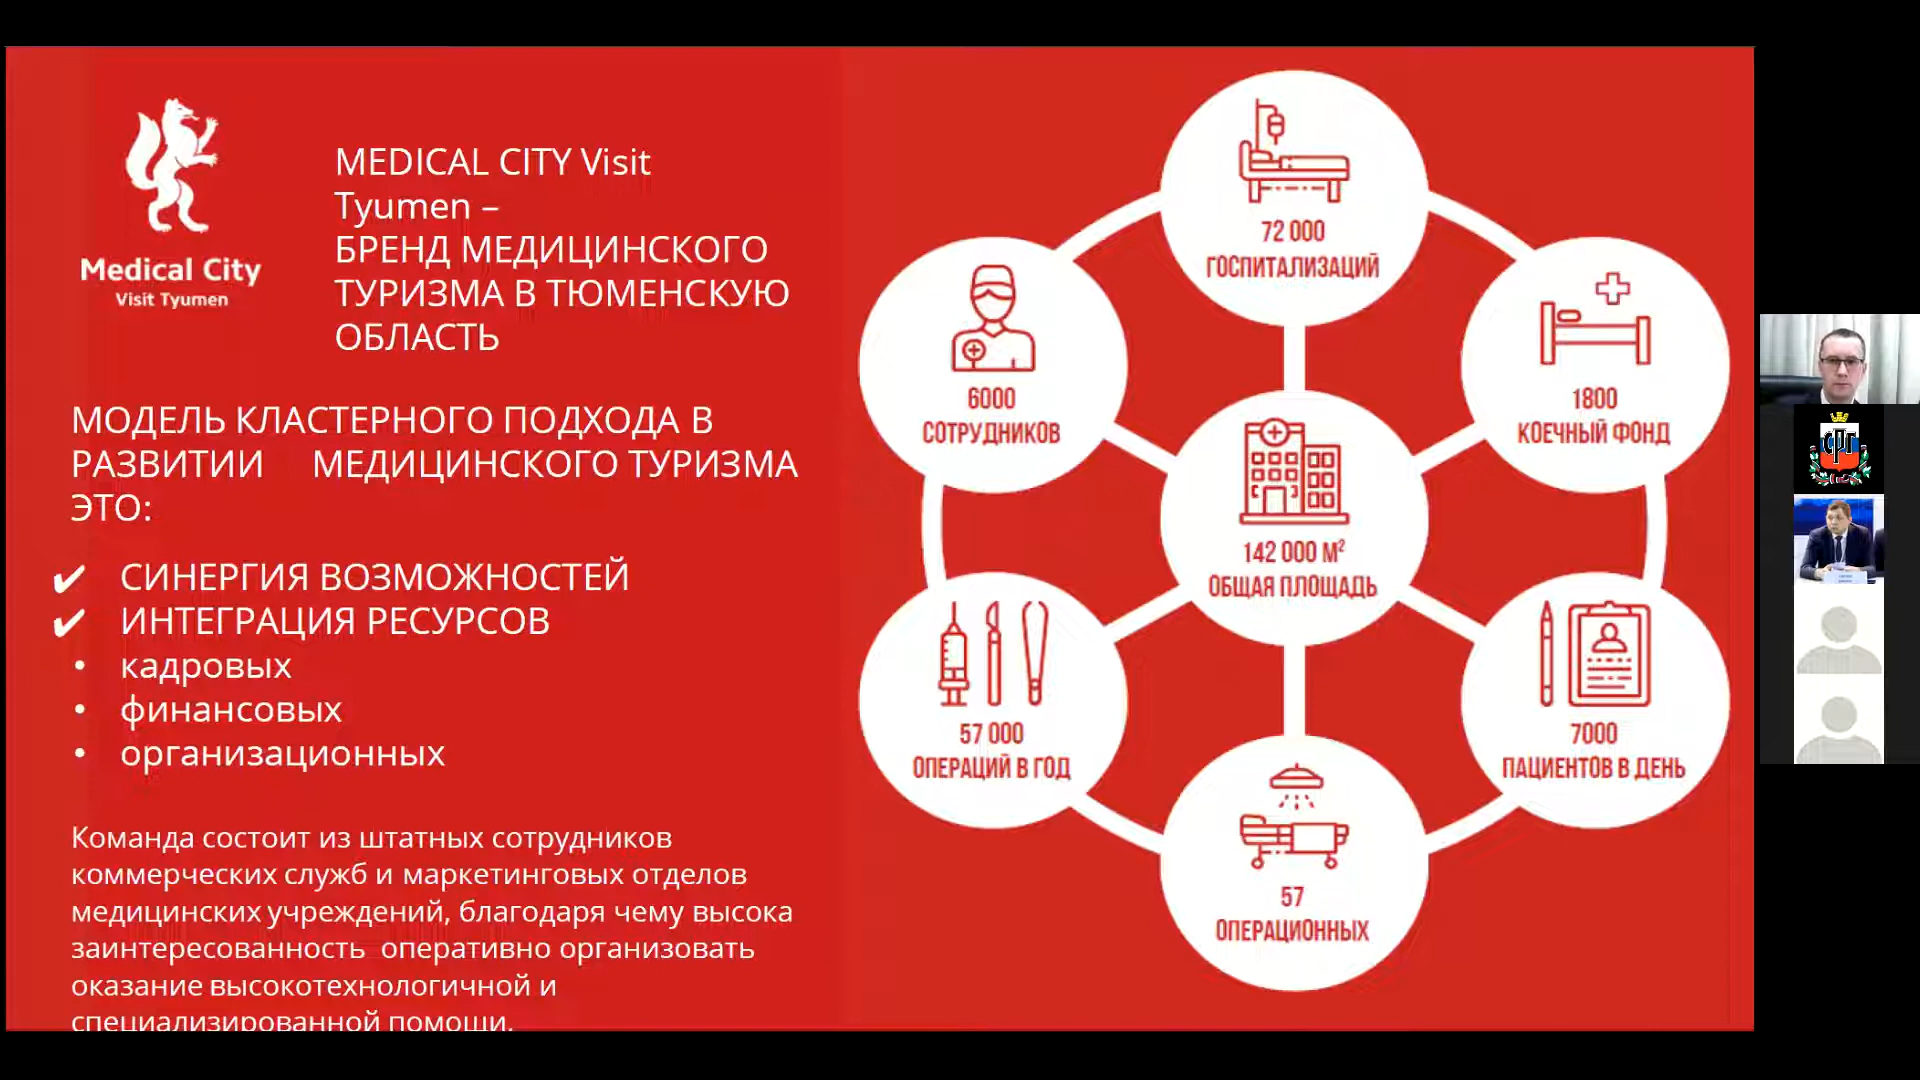 Medical City
Visit Tyumen
MEDICAL CITY Visit
Tyumen –
БРЕНД МЕДИЦИНСКОГО
ТУРИЗМА В ТЮМЕНСКУЮ
ОБЛАСТЬ
МОДЕЛЬ КЛАСТЕРНОГО ПОДХОДА В
РАЗВИТИИ МЕДИЦИНСКОГО ТУРИЗМА
ЭТО:
✔ СИНЕРГИЯ ВОЗМОЖНОСТЕЙ
✔ ИНТЕГРАЦИЯ РЕСУРСОВ
• кадровых
• финансовых
• организационных
Команда состоит из штатных сотрудников
коммерческих служб и маркетинговых отделов
медицинских учреждений, благодаря чему высока
заинтересованность оперативно организовать
оказание высокотехнологичной и
специализированной помощи.
72 000
ГОСПИТАЛИЗАЦИЙ
6000
СОТРУДНИКОВ
1800
КОЕЧНЫЙ ФОНД
142 000 М²
ОБЩАЯ ПЛОЩАДЬ
57 000
ОПЕРАЦИЙ В ГОД
7000
ПАЦИЕНТОВ В ДЕНЬ
57
ОПЕРАЦИОННЫХ